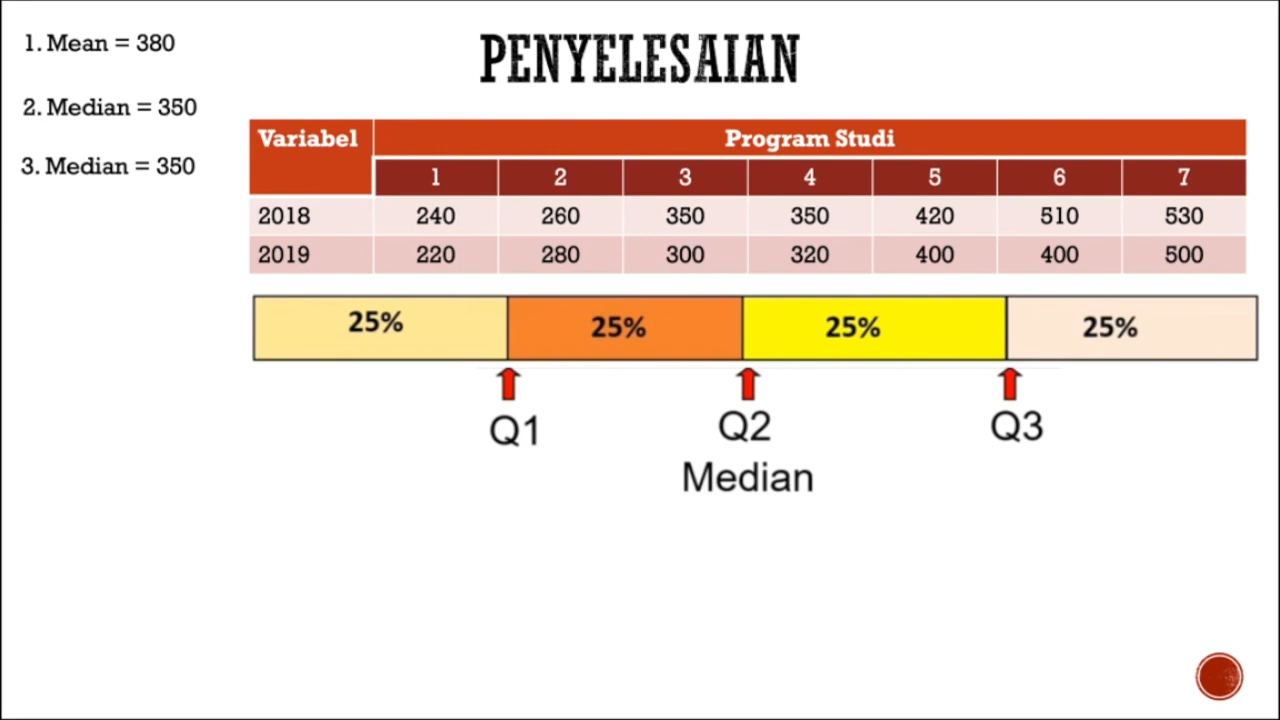 1. Mean = 380
PENYELESAIAN
2. Median = 350
3. Median = 350
Variabel Program Studi
1 2 3 4 5 6 7
2018 240 260 350 350 420 510 530
2019 220 280 300 320 400 400 500
25% 25% 25% 25%
Q1 Q2 Q3
Median